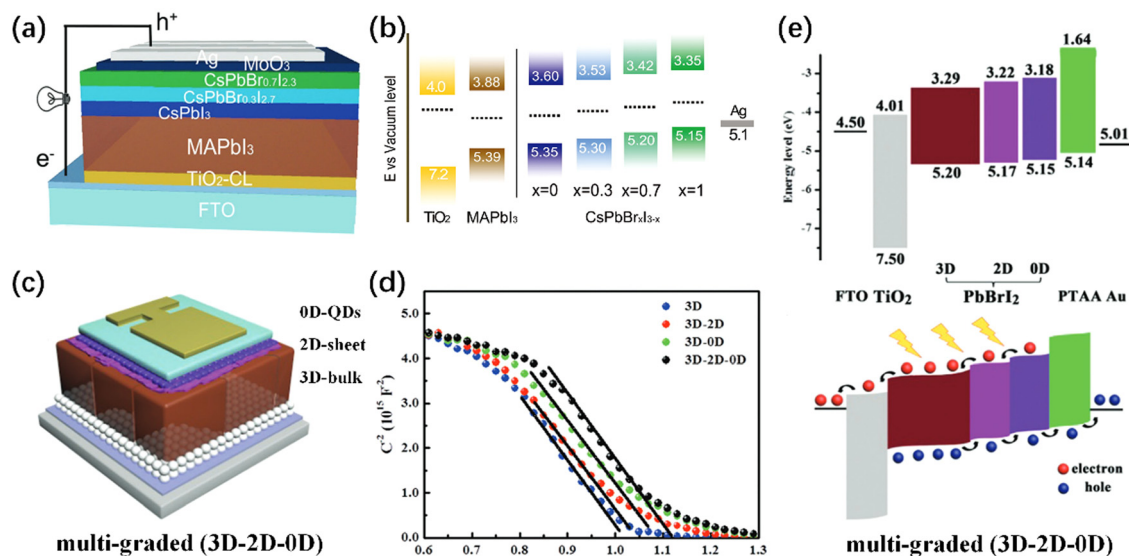 (a)
h⁺
Ag
MoO₃
CsPbBr₀.₇I₂.₃
CsPbBr₀.₃I₂.₇
CsPbI₃
MAPbI₃
TiO₂-CL
FTO
e⁻
(b)
E vs Vacuum level
4.0 3.88 3.60 3.53 3.42 3.35
Ag
5.1
7.2 5.39 5.35 5.30 5.20 5.15
x=0 x=0.3 x=0.7 x=1
TiO₂ MAPbI₃ CsPbBrₓI₃₋ₓ
(c)
0D-QDs
2D-sheet
3D-bulk
multi-graded (3D-2D-0D)
(d)
C⁻² (10¹⁵ F⁻²)
5.0
4.0
3.0
2.0
1.0
0.0
0.6 0.7 0.8 0.9 1.0 1.1 1.2 1.3
3D
3D-2D
3D-0D
3D-2D-0D
(e)
Energy level (eV)
-3
-4
-5
-6
-7
1.64
3.29 3.22 3.18
4.50 4.01
5.01
5.20 5.17 5.15 5.14
7.50
3D 2D 0D
FTO TiO₂ PbBrI₂ PTAA Au
electron
hole
multi-graded (3D-2D-0D)